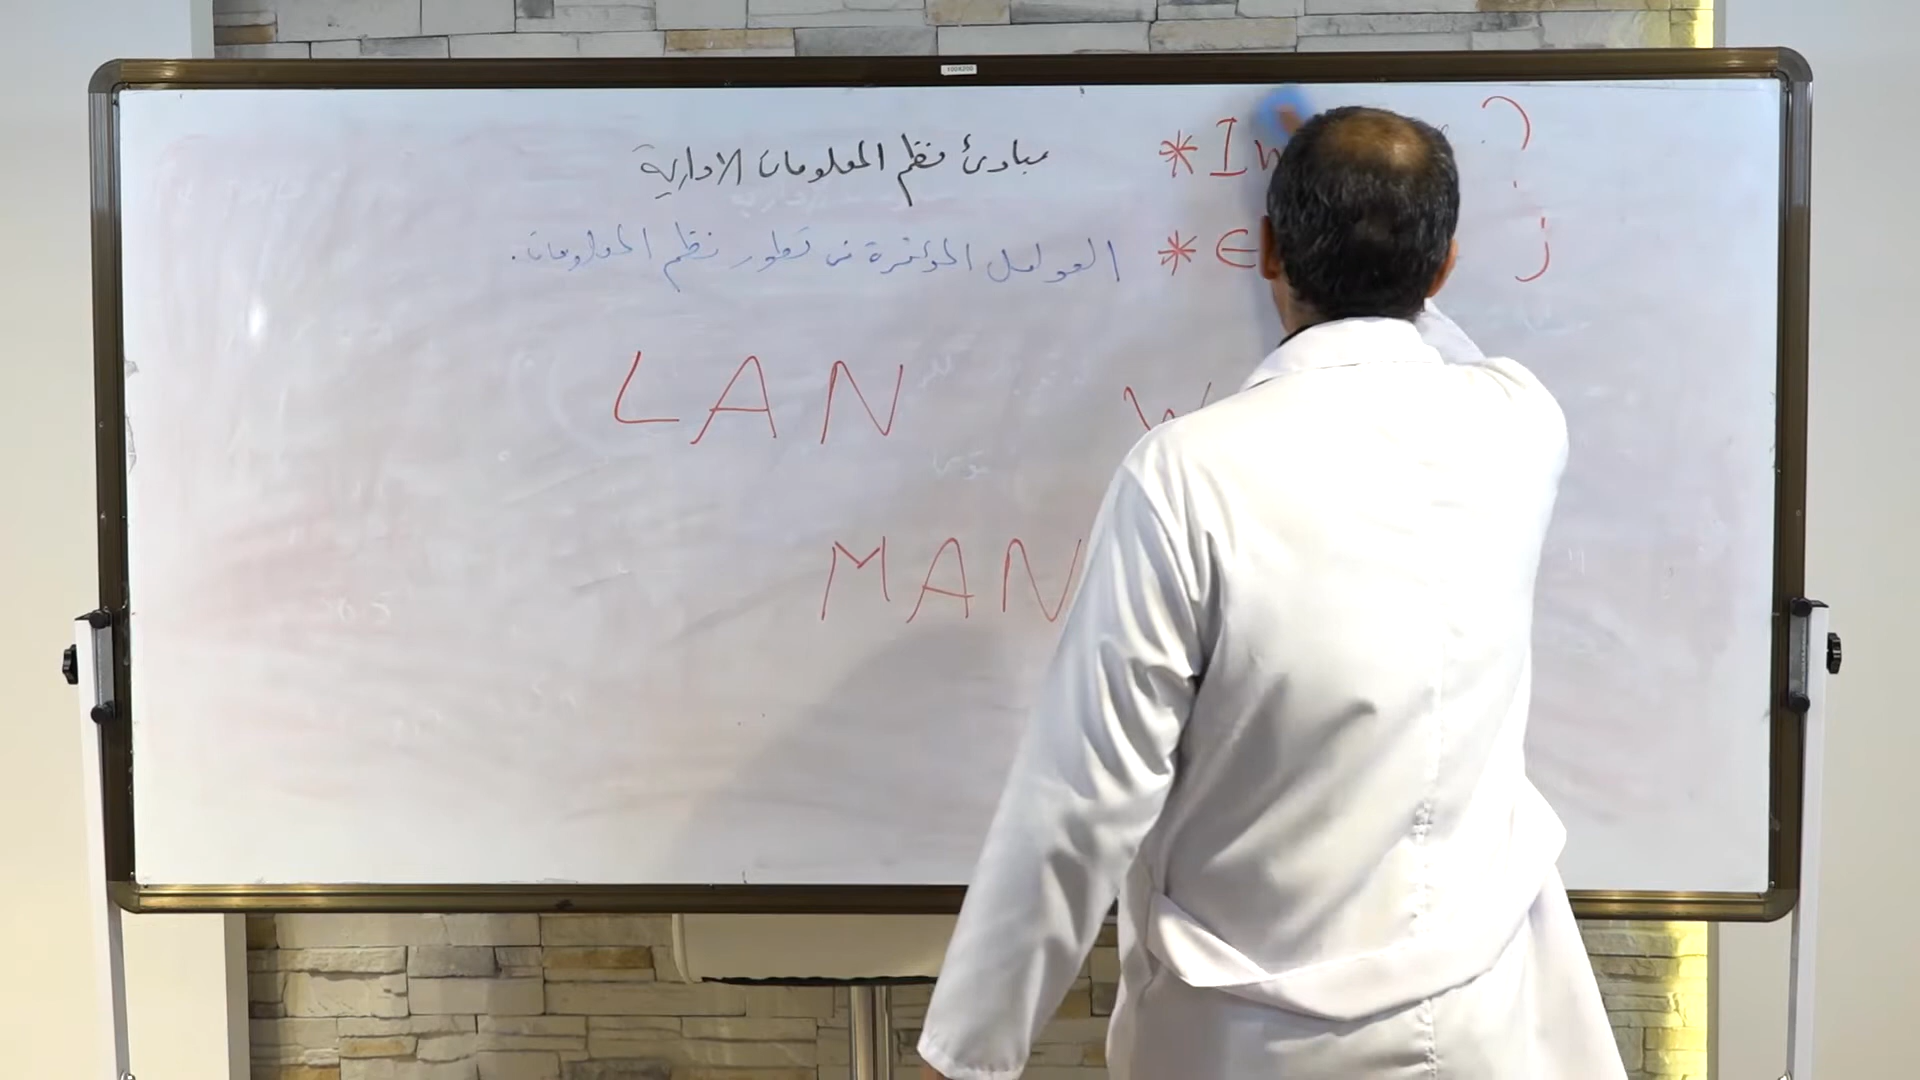 مبادئ نظم المعلومات الادارية
العوامل المؤثرة في تطور نظم المعلومات.
* I
* E
LAN W
MAN